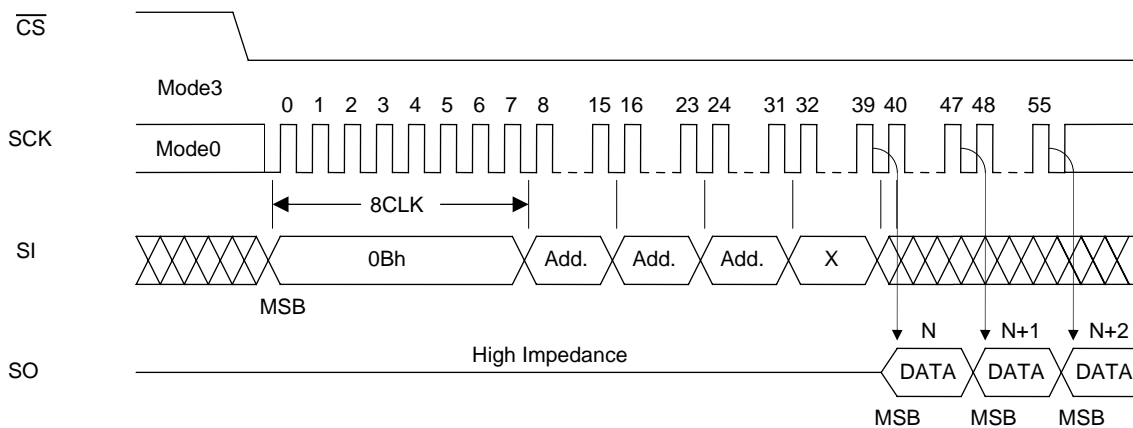 CS
Mode3
0 1 2 3 4 5 6 7 8 15 16 23 24 31 32 39 40 47 48 55
SCK
Mode0
8CLK
SI
0Bh Add. Add. Add. X
MSB
N N+1 N+2
High Impedance
SO
DATA DATA DATA
MSB MSB MSB